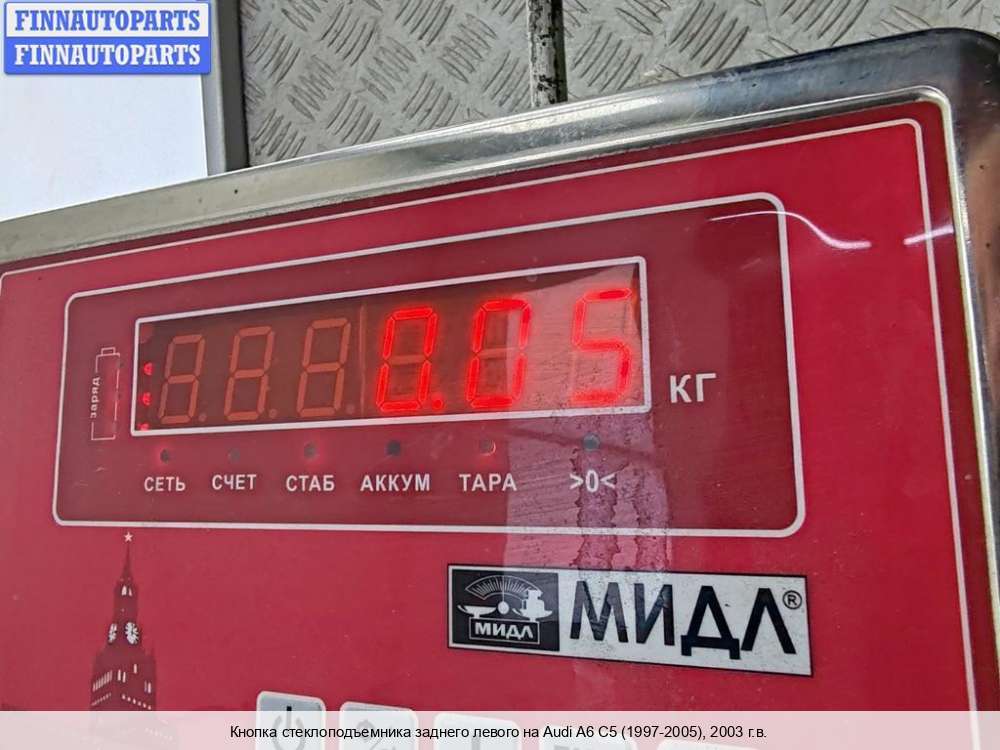 FINNAUTOPARTS
FINNAUTOPARTS
заряд
0.05
КГ
СЕТЬ СЧЕТ СТАБ АККУМ ТАРА >0<
МИДЛ
МИДЛ®
Кнопка стеклоподъемника заднего левого на Audi A6 C5 (1997-2005), 2003 г.в.